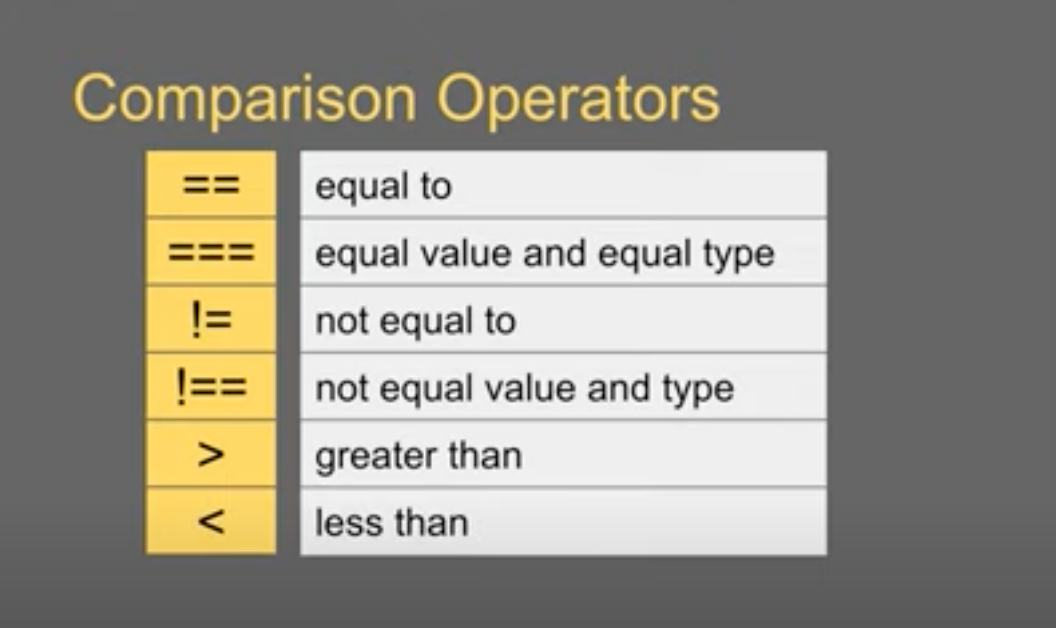 Comparison Operators
== equal to
=== equal value and equal type
!= not equal to
!== not equal value and type
> greater than
< less than